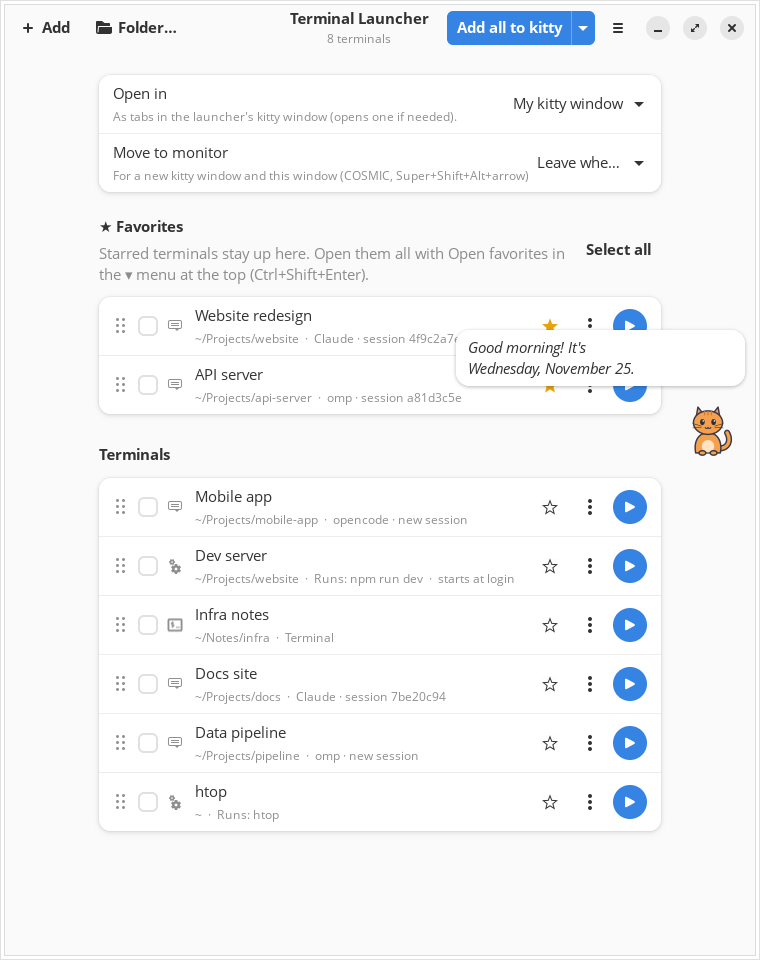 Add
Folder...
Terminal Launcher
8 terminals
Add all to kitty
Open in
As tabs in the launcher's kitty window (opens one if needed).
My kitty window
Move to monitor
For a new kitty window and this window (COSMIC, Super+Shift+Alt+arrow)
Leave whe...
★ Favorites
Starred terminals stay up here. Open them all with Open favorites in
the ▾ menu at the top (Ctrl+Shift+Enter).
Select all
Website redesign
~/Projects/website · Claude · session 4f9c2a7e
Good morning! It's
Wednesday, November 25.
API server
~/Projects/api-server · omp · session a81d3c5e
Terminals
Mobile app
~/Projects/mobile-app · opencode · new session
Dev server
~/Projects/website · Runs: npm run dev · starts at login
Infra notes
~/Notes/infra · Terminal
Docs site
~/Projects/docs · Claude · session 7be20c94
Data pipeline
~/Projects/pipeline · omp · new session
htop
~ · Runs: htop